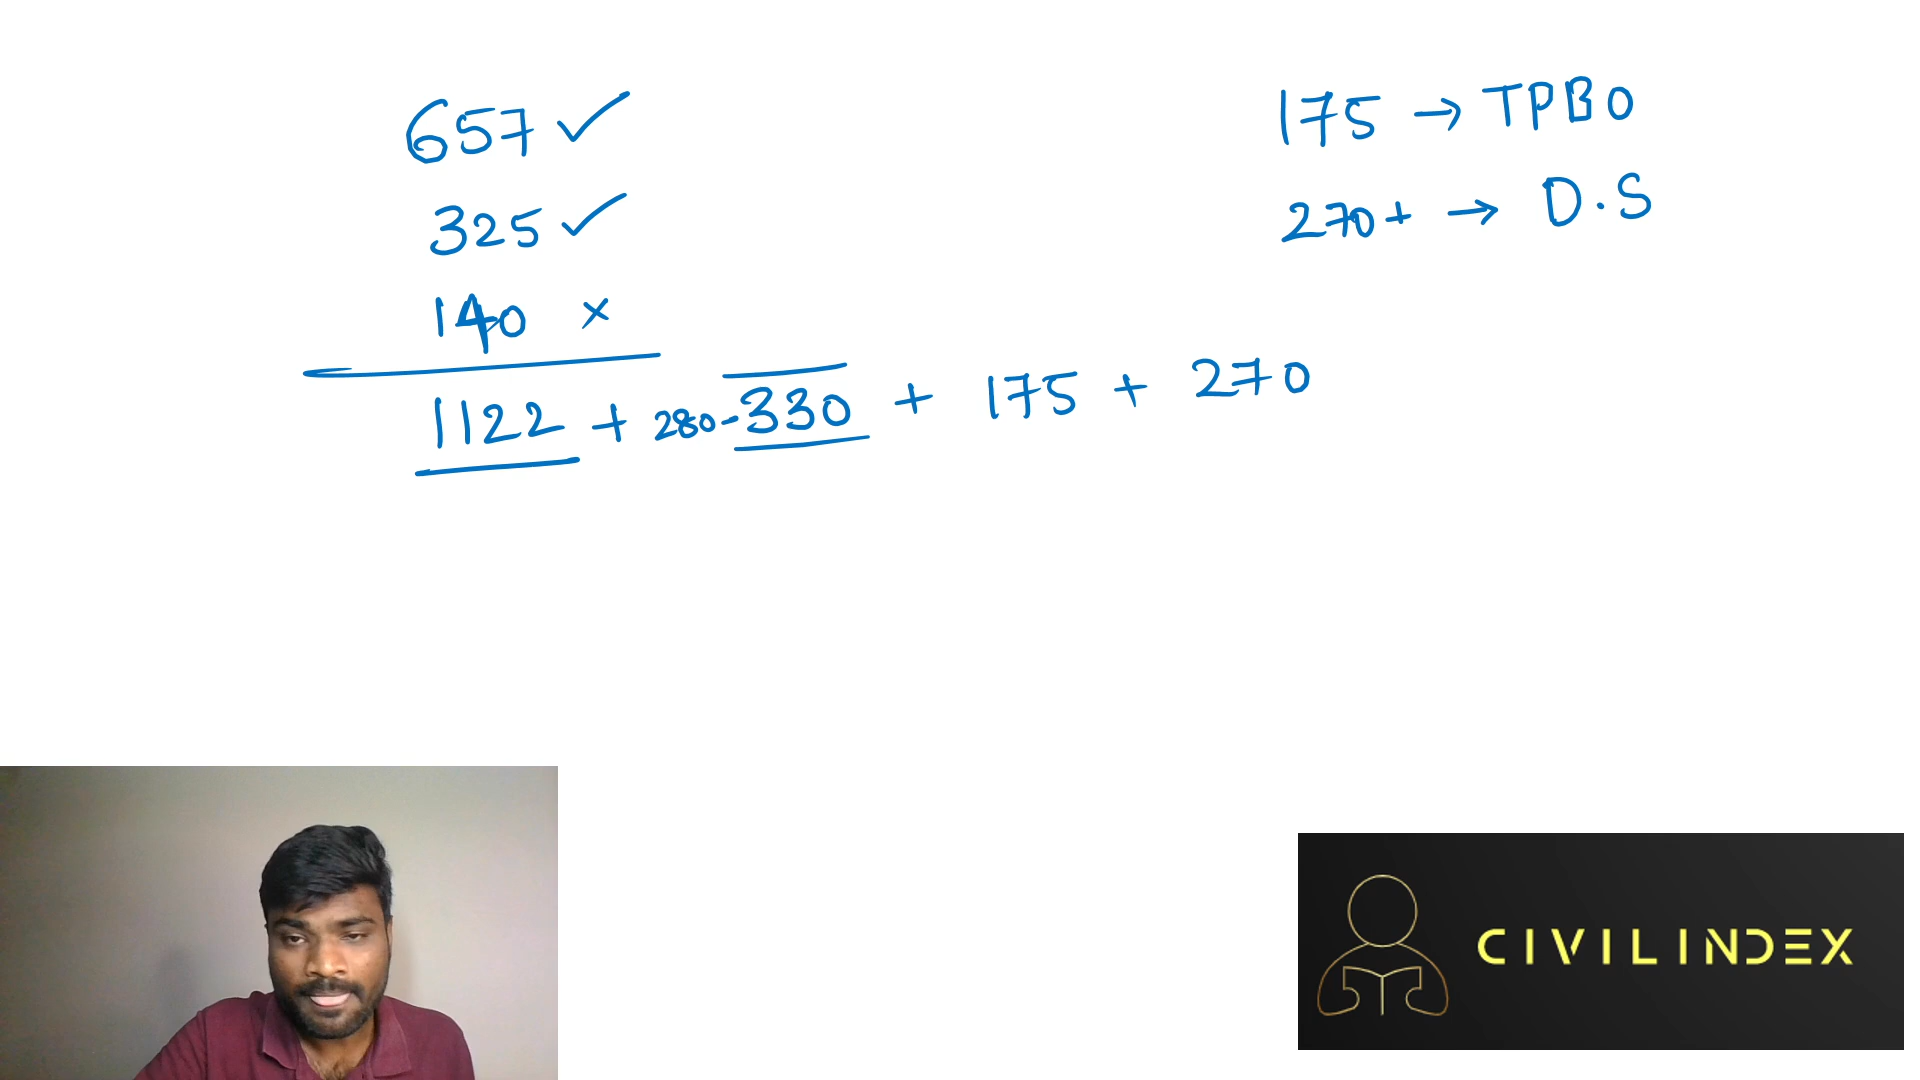 657 ✓
325 ✓
140 ×
1122 + 280-330 + 175 + 270
175 → TPBO
270+ → D.S
CIVILINDEX